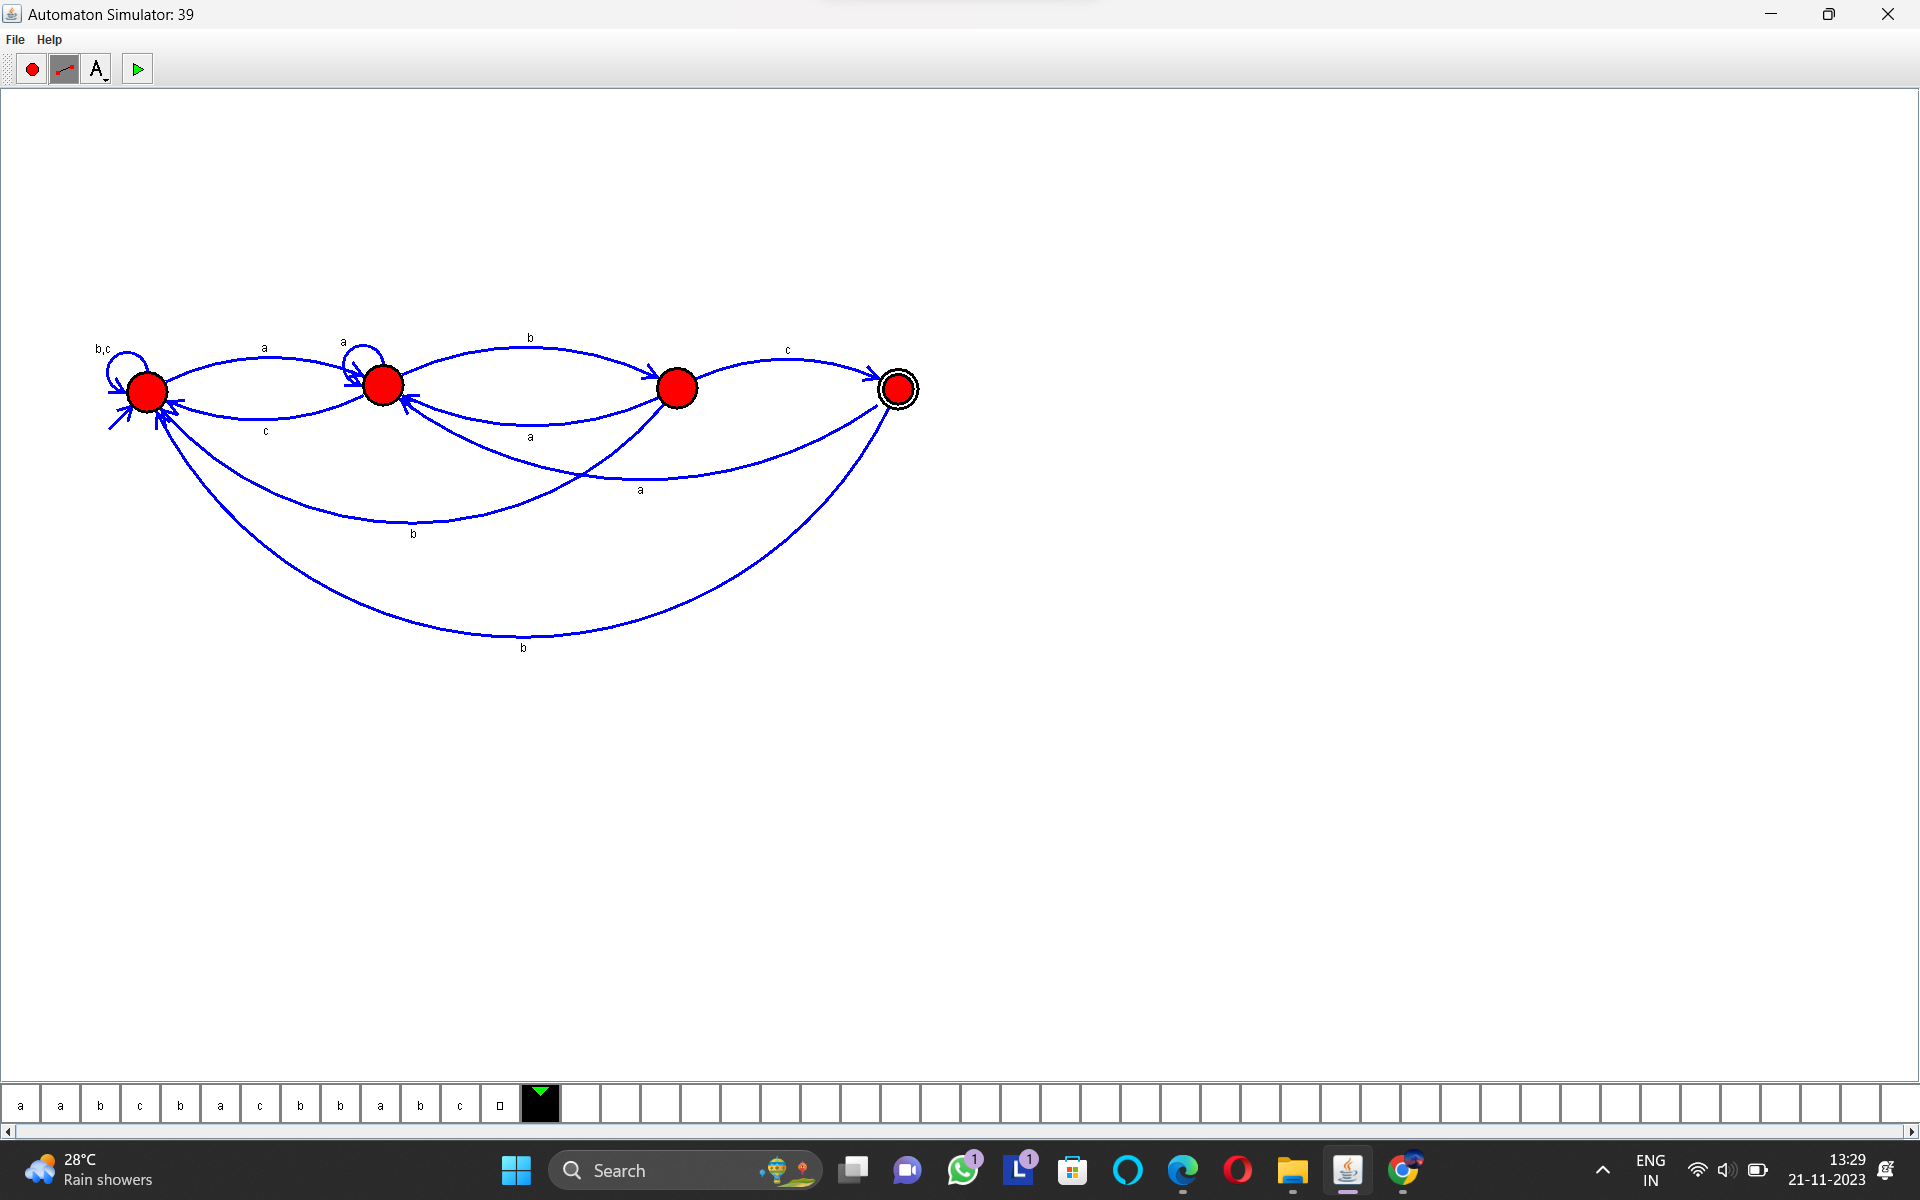 Automaton Simulator: 39
File Help
A
b,c
a
a
b
c
c
a
a
b
b
a a b c b a c b b a b c
28°C
Rain showers
Search
1
L 1
ENG
IN
13:29
21-11-2023